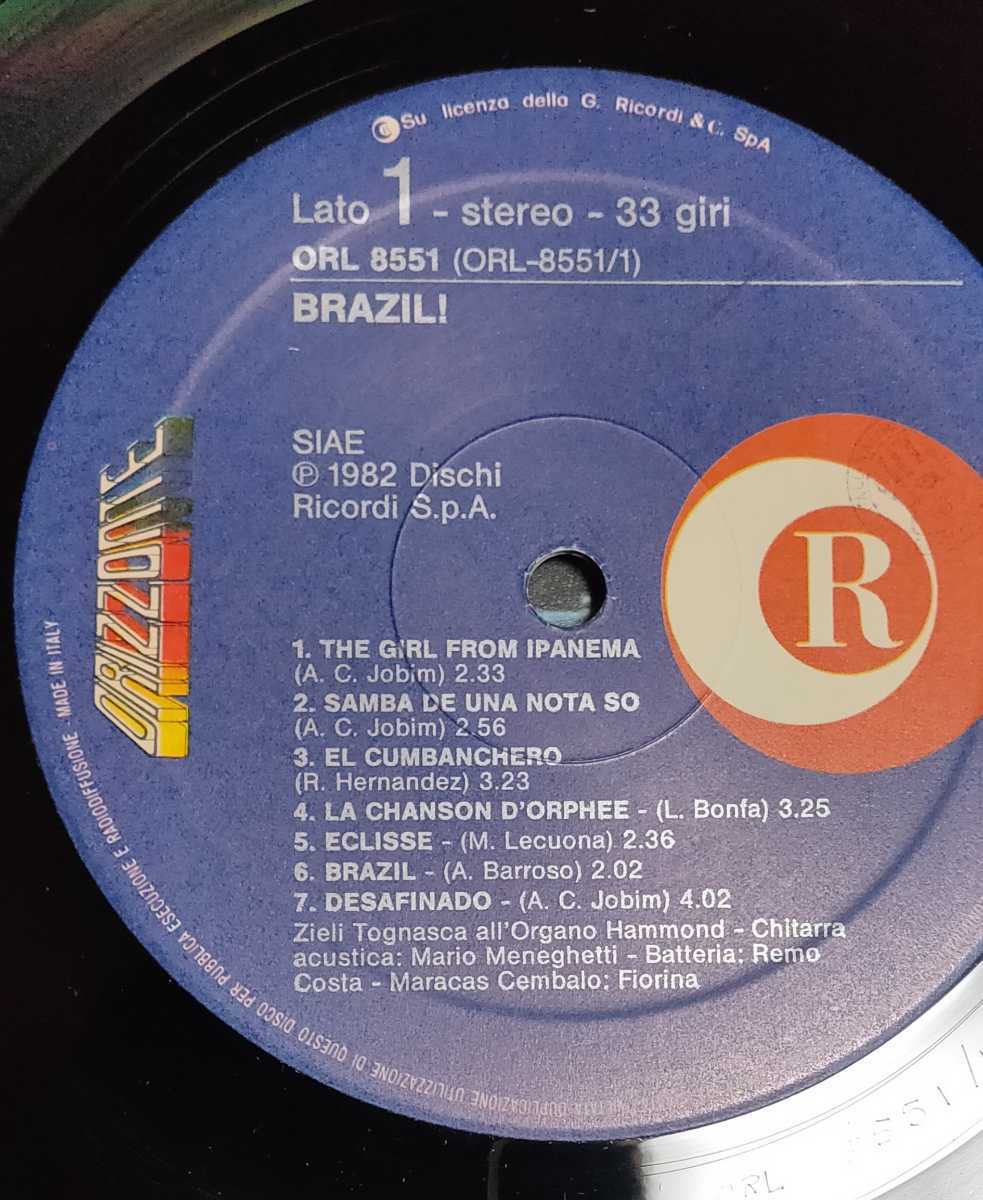 Su licenza della G. Ricordi & C. SpA
Lato 1 - stereo - 33 giri
ORL 8551 (ORL-8551/1)
BRAZIL!
SIAE
℗ 1982 Dischi
Ricordi S.p.A.
ORIZZONTE
R
1. THE GIRL FROM IPANEMA
(A. C. Jobim) 2.33
2. SAMBA DE UNA NOTA SO
(A. C. Jobim) 2.56
3. EL CUMBANCHERO
(R. Hernandez) 3.23
4. LA CHANSON D'ORPHEE - (L. Bonfa) 3.25
5. ECLISSE - (M. Lecuona) 2.36
6. BRAZIL - (A. Barroso) 2.02
7. DESAFINADO - (A. C. Jobim) 4.02
Zieli Tognasca all'Organo Hammond - Chitarra
acustica: Mario Meneghetti - Batteria: Remo
Costa - Maracas Cembalo: Fiorina
DUPLICAZIONE UTILIZZAZIONE DI QUESTO DISCO PER PUBBLICA ESECUZIONE E RADIODIFFUSIONE - MADE IN ITALY
ORL 8551/